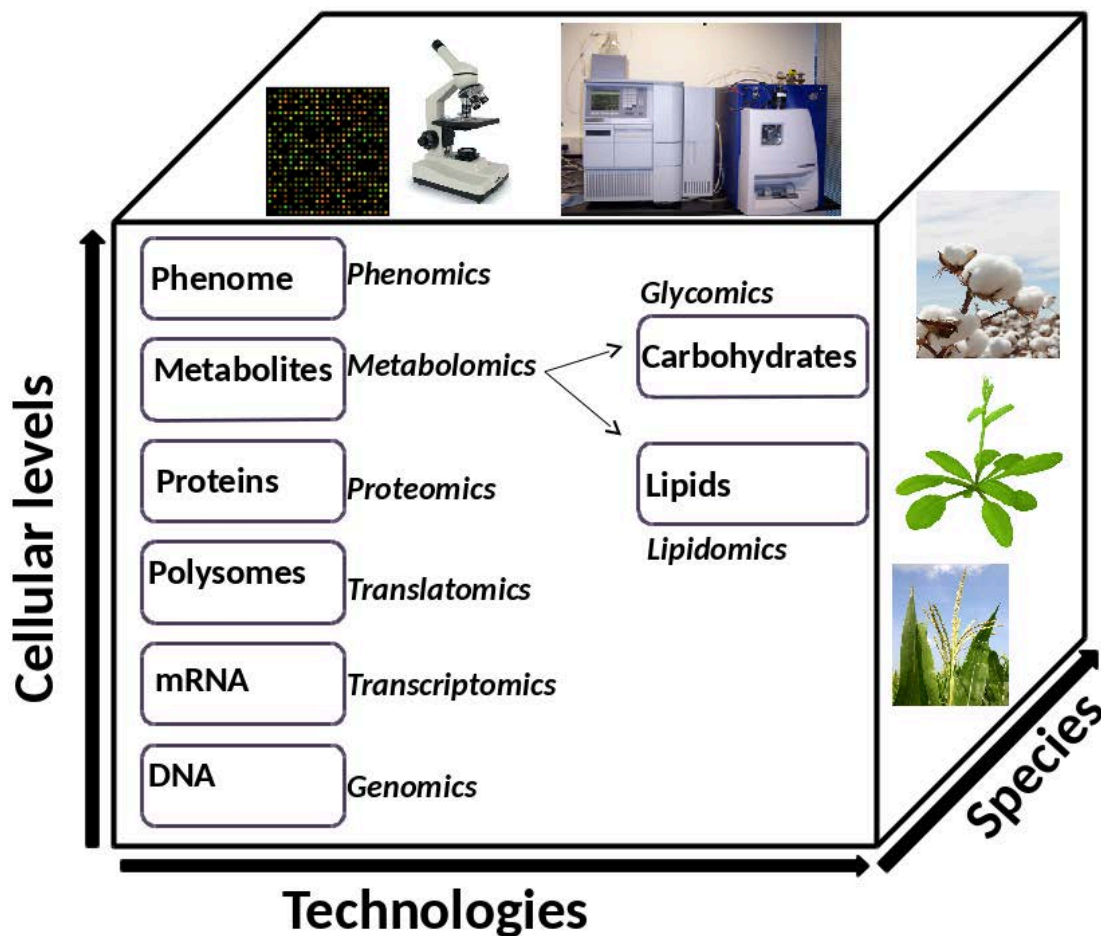 Phenome
Phenomics
Glycomics
Metabolites
Metabolomics
Carbohydrates
Proteins
Proteomics
Lipids
Lipidomics
Polysomes
Translatomics
mRNA
Transcriptomics
DNA
Genomics
Cellular levels
Technologies
Species